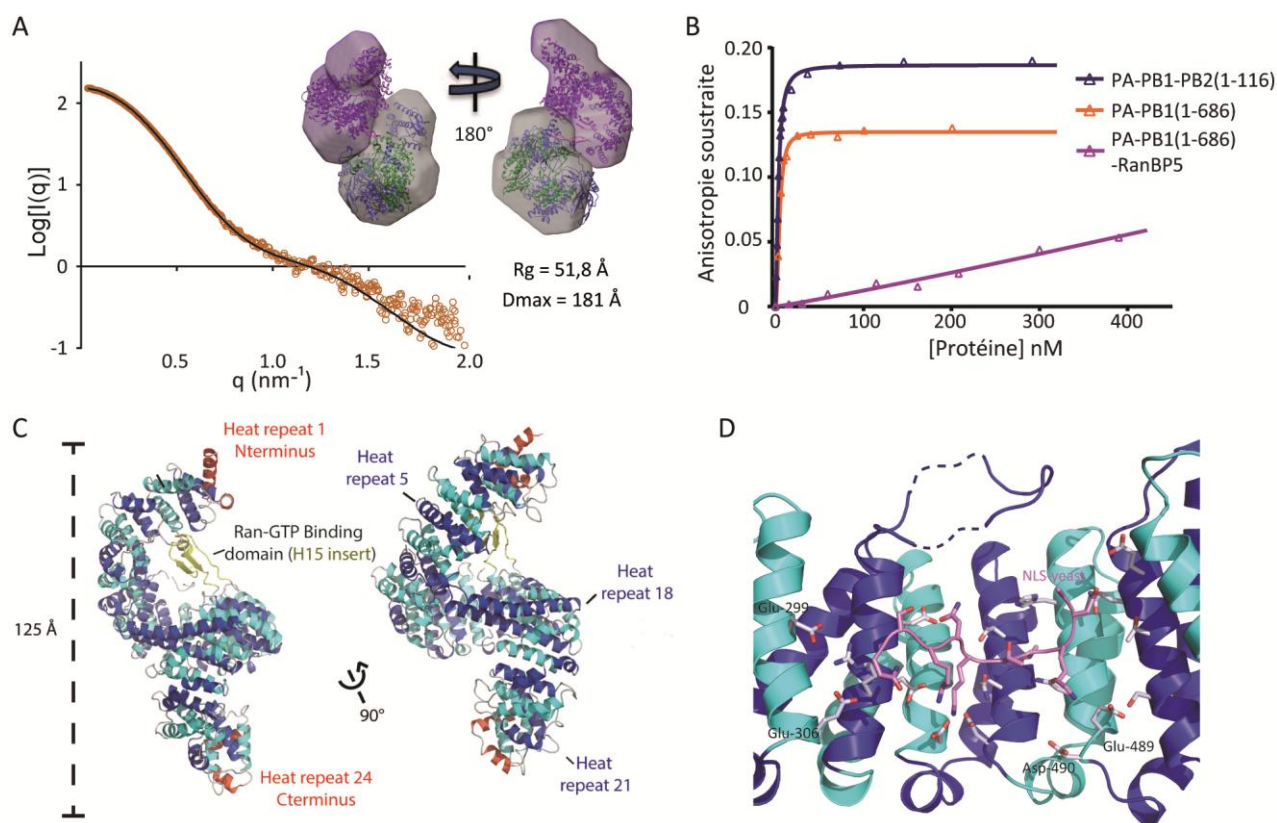 A
Log[I(q)]
2
1
0
-1
0.5
1.0
1.5
2.0
q (nm⁻¹)
180°
Rg = 51,8 Å
Dmax = 181 Å
B
Anisotropie soustraite
0.20
0.15
0.10
0.05
0
0
100
200
300
400
[Protéine] nM
PA-PB1-PB2(1-116)
PA-PB1(1-686)
PA-PB1(1-686)
-RanBP5
C
125 Å
Heat repeat 1
Nterminus
Ran-GTP Binding
domain (H15 insert)
Heat repeat 24
Cterminus
90°
Heat
repeat 5
Heat
repeat 18
Heat
repeat 21
D
NLS-yeast
Glu-299
Glu-306
Glu-489
Asp-490